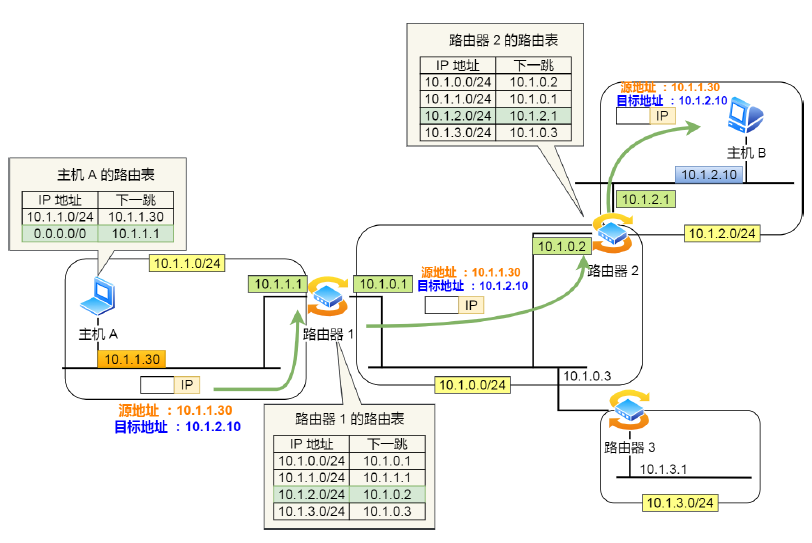 路由器 2 的路由表
IP 地址 下一跳
10.1.0.0/24 10.1.0.2
10.1.1.0/24 10.1.0.1
10.1.2.0/24 10.1.2.1
10.1.3.0/24 10.1.0.3
源地址 ：10.1.1.30
目标地址 ：10.1.2.10
IP
主机 B
10.1.2.10
10.1.2.1
10.1.2.0/24
主机 A 的路由表
IP 地址 下一跳
10.1.1.0/24 10.1.1.30
0.0.0.0/0 10.1.1.1
10.1.1.0/24
主机 A
10.1.1.30
IP
源地址 ：10.1.1.30
目标地址 ：10.1.2.10
10.1.1.1
10.1.0.1
路由器 1
源地址 ：10.1.1.30
目标地址 ：10.1.2.10
IP
10.1.0.2
路由器 2
10.1.0.0/24
10.1.0.3
路由器 1 的路由表
IP 地址 下一跳
10.1.0.0/24 10.1.0.1
10.1.1.0/24 10.1.1.1
10.1.2.0/24 10.1.0.2
10.1.3.0/24 10.1.0.3
路由器 3
10.1.3.1
10.1.3.0/24